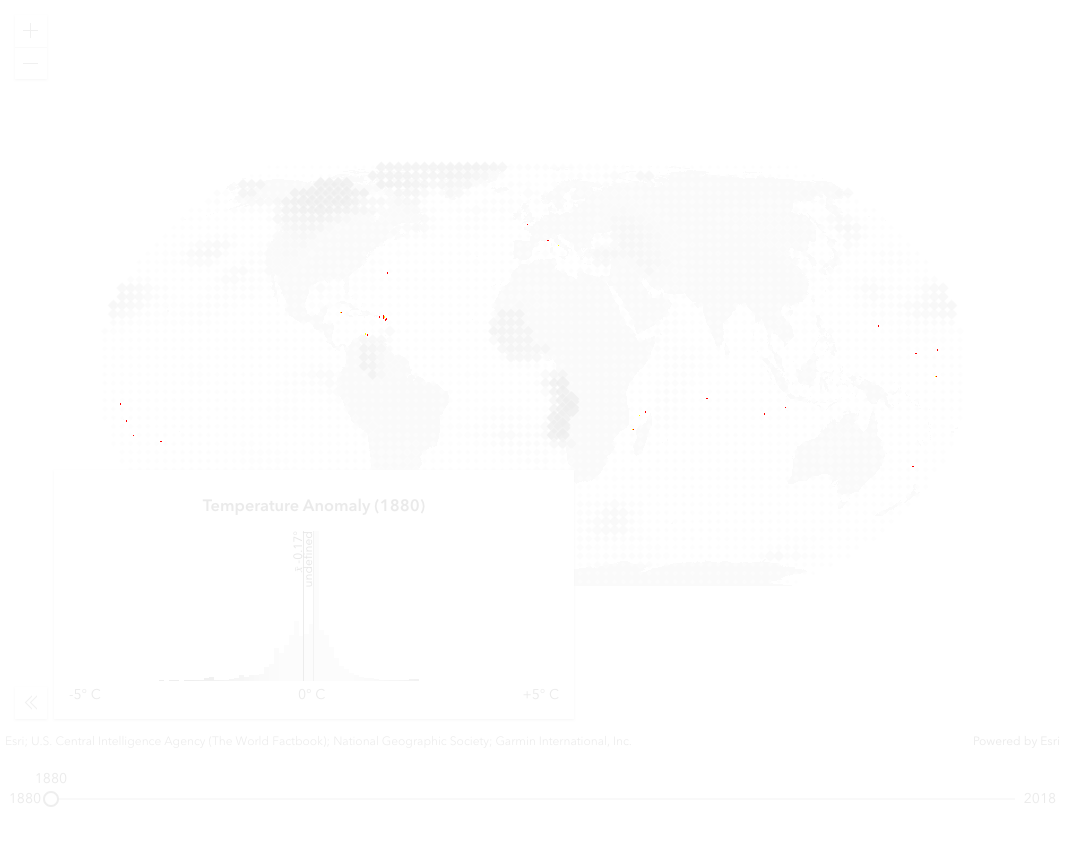 Temperature Anomaly (1880)
x̄ -0.17°
undefined
-5° C
0° C
+5° C
Esri, U.S. Central Intelligence Agency (The World Factbook), National Geographic Society; Garmin International, Inc.
Powered by Esri
1880
1880
2018